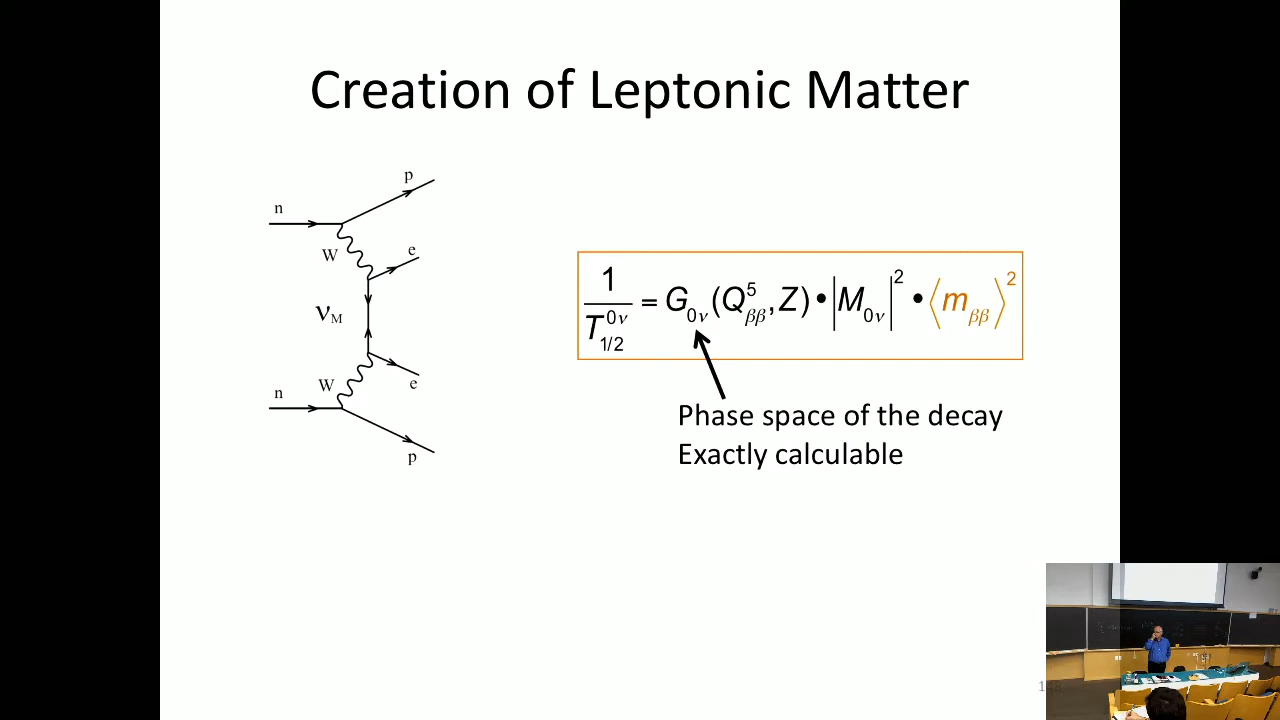 Creation of Leptonic Matter
p
n
W
e
ν_M
W
e
n
p
1/T^{0ν}_{1/2} = G_{0ν}(Q^5_{ββ}, Z)•|M_{0ν}|^2•⟨m_{ββ}⟩^2
Phase space of the decay
Exactly calculable